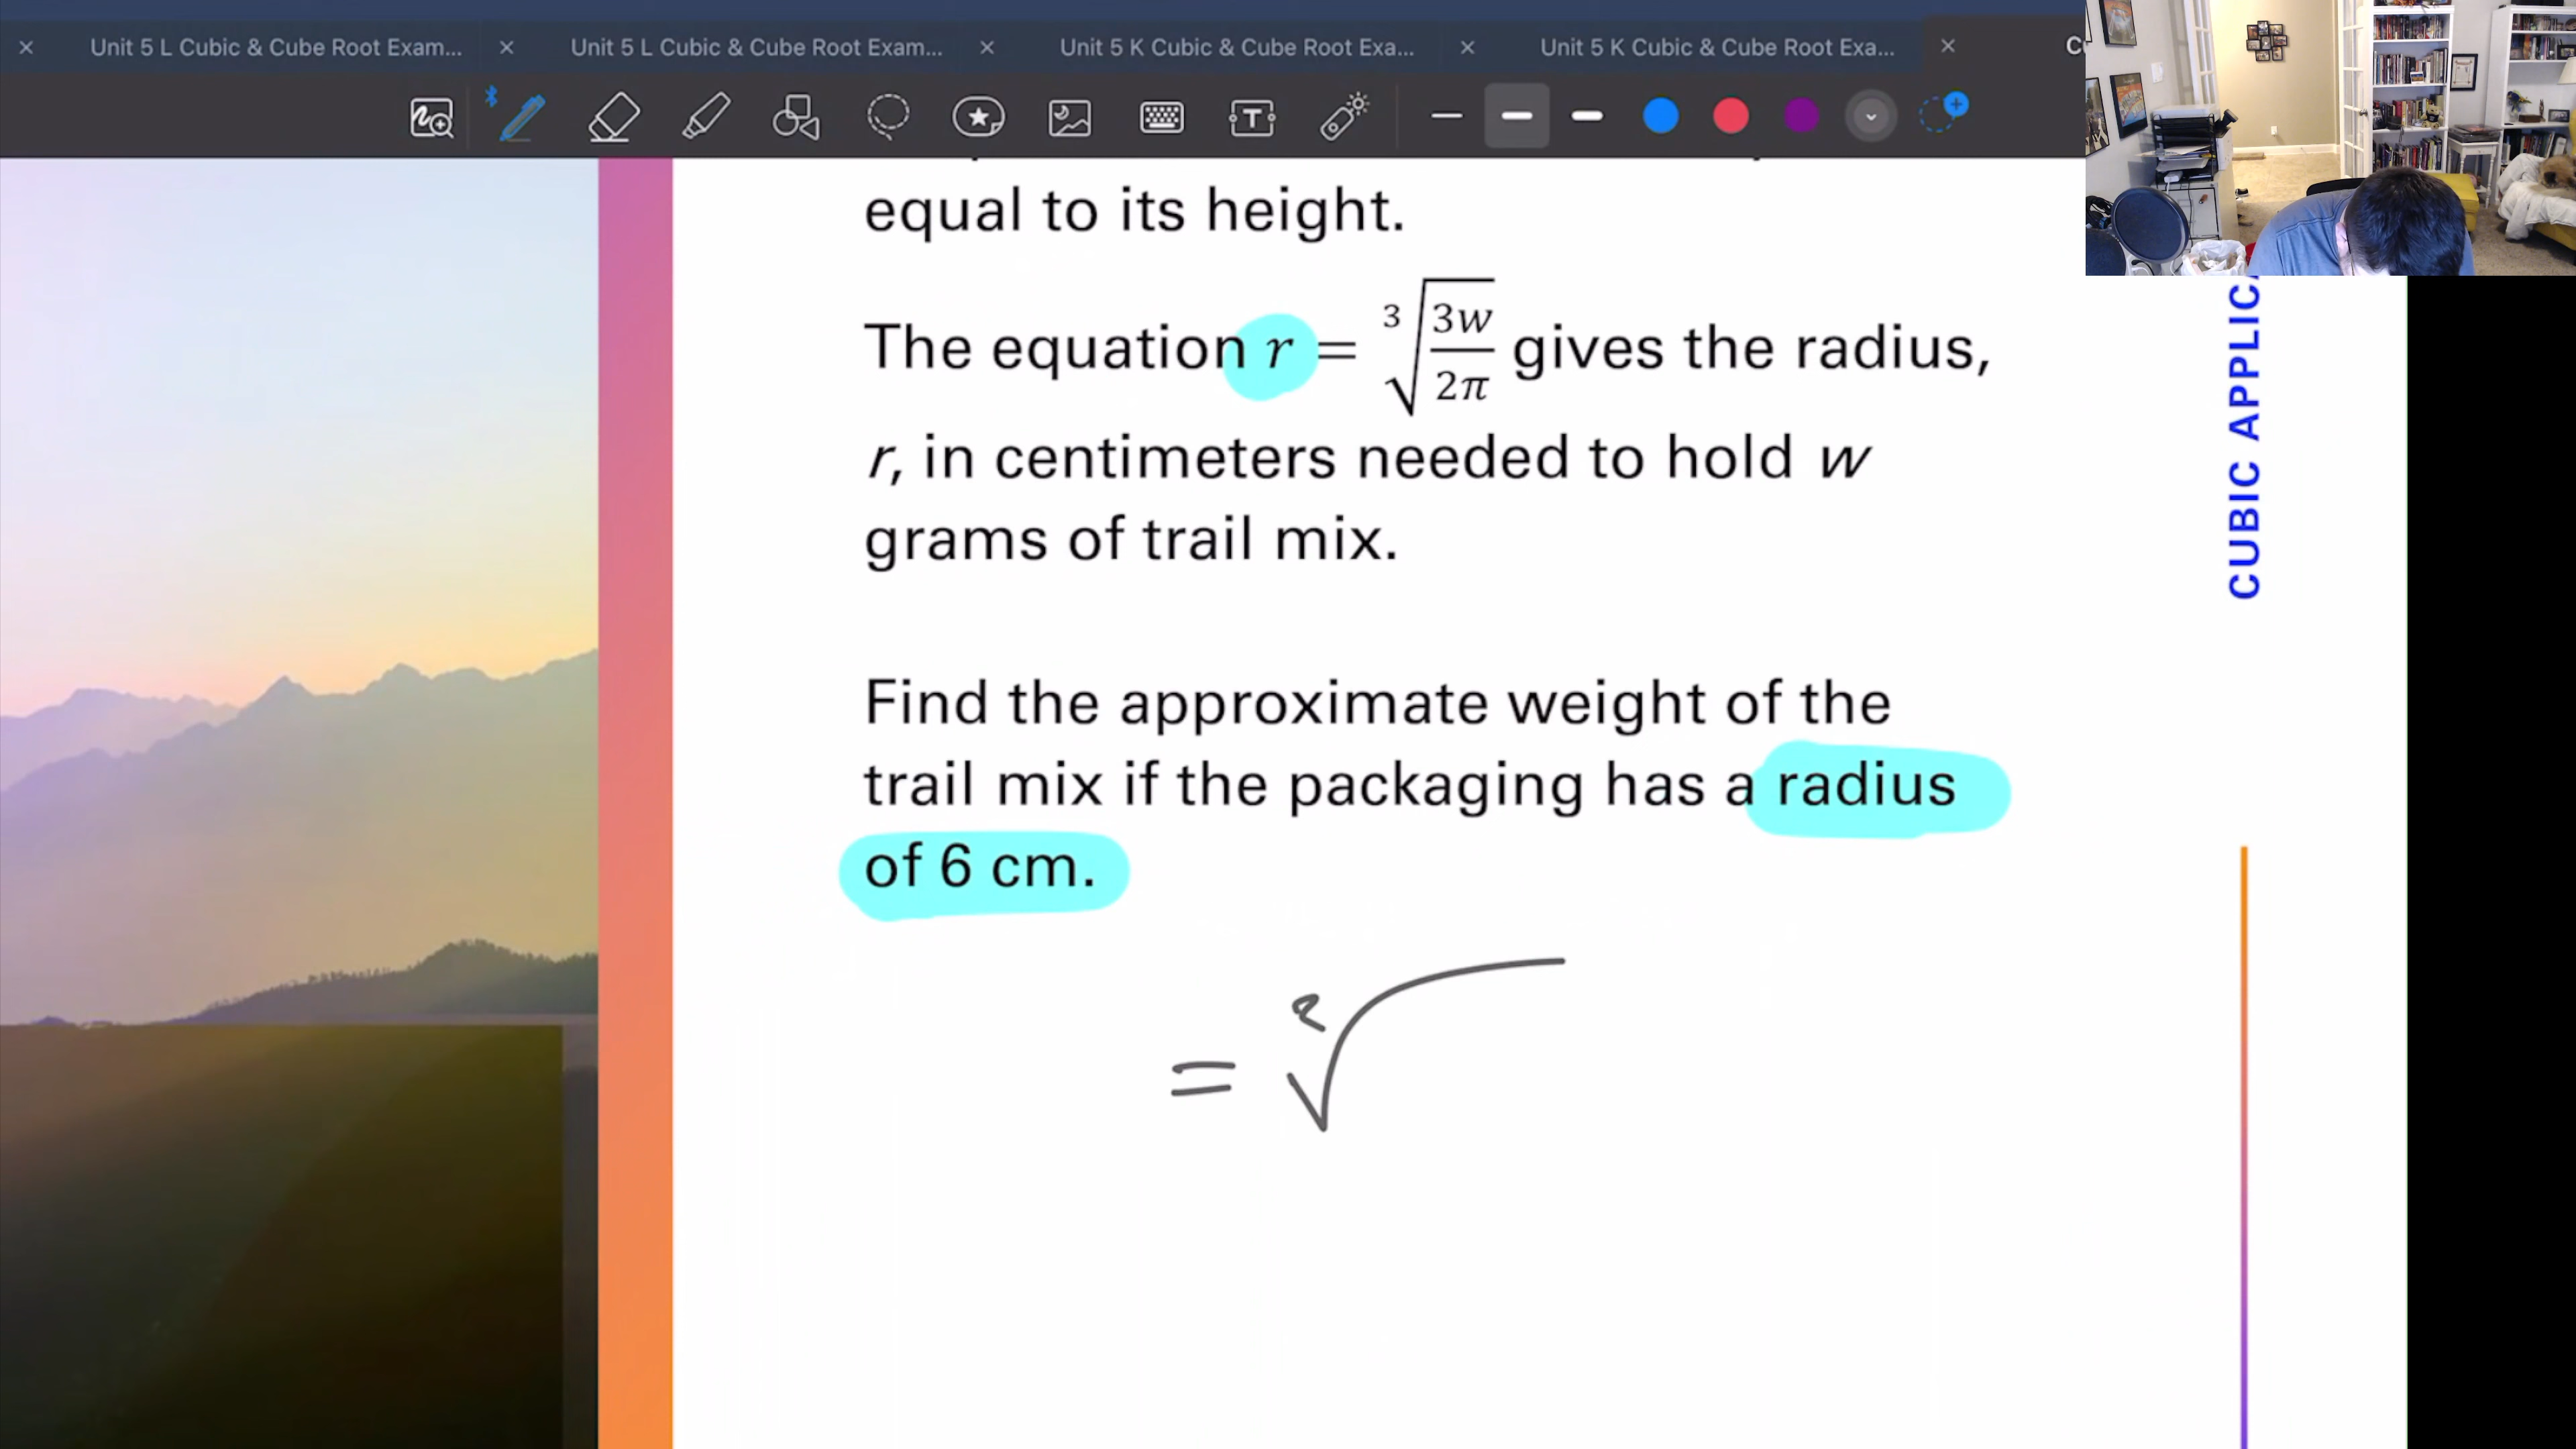 Unit 5 L Cubic & Cube Root Exam...
Unit 5 L Cubic & Cube Root Exam...
Unit 5 K Cubic & Cube Root Exa...
Unit 5 K Cubic & Cube Root Exa...
equal to its height.
The equation r = ∛(3w/2π) gives the radius,
r, in centimeters needed to hold w
grams of trail mix.
Find the approximate weight of the
trail mix if the packaging has a radius
of 6 cm.
= √
CUBIC APPLIC